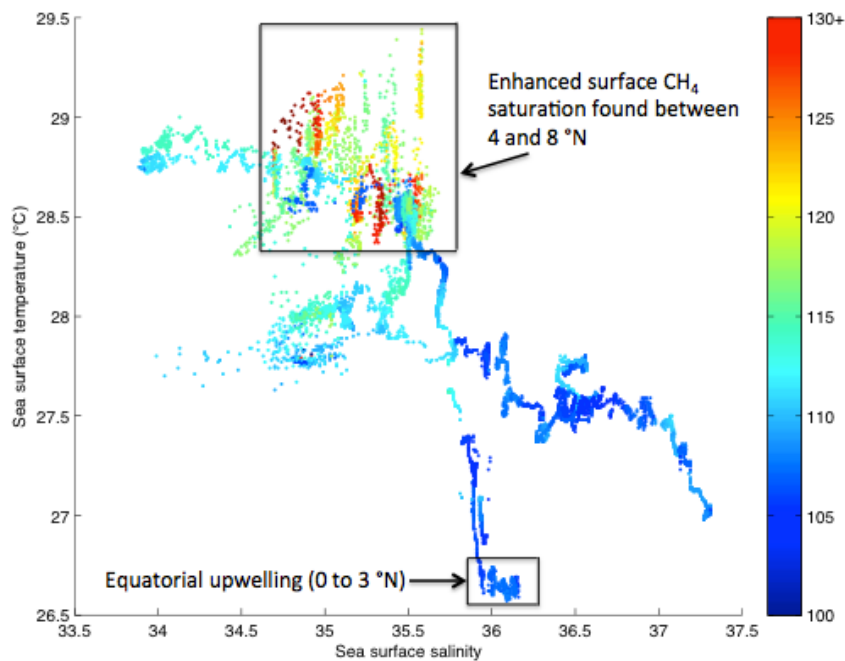 29.5
29
28.5
28
27.5
27
26.5
Sea surface temperature (°C)
33.5 34 34.5 35 35.5 36 36.5 37 37.5
Sea surface salinity
Enhanced surface CH₄
saturation found between
4 and 8 °N
Equatorial upwelling (0 to 3 °N)
130+
125
120
115
110
105
100